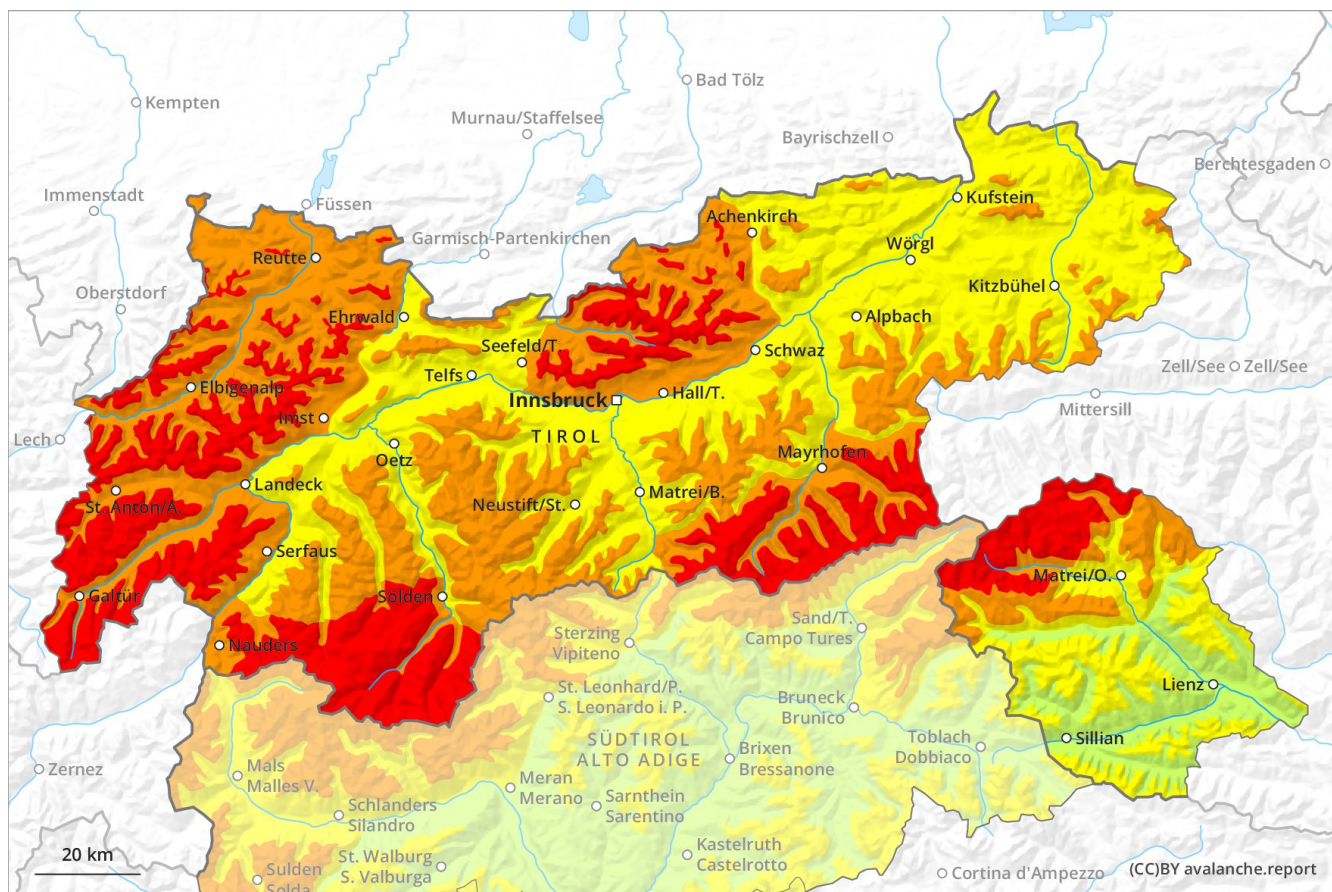 Kempten
Bad Tölz
Murnau/Staffelsee
Bayrischzell
Berchtesgaden
Immenstadt
Füssen
Kufstein
Achenkirch
Garmisch-Partenkirchen
Wörgl
Reutte
Kitzbühel
Oberstdorf
Ehrwald
Alpbach
Seefeld/T.
Schwaz
Zell/See
Zell/See
Telfs
Elbigenalp
Hall/T.
Innsbruck
Mittersill
Imst
TIROL
Lech
Oetz
Mayrhofen
Landeck
St. Anton/A.
Matrei/B.
Neustift/St.
Serfaus
Matrei/O.
Galtür
Sölden
Sand/T.
Campo Tures
Sterzing
Vipiteno
Nauders
Lienz
St. Leonhard/P.
S. Leonardo i. P.
Bruneck
Brunico
SÜDTIROL
ALTO ADIGE
Sillian
Toblach
Dobbiaco
Brixen
Bressanone
Zernez
Mals
Malles V.
Meran
Merano
Sarnthein
Sarentino
Schlanders
Silandro
Kastelruth
Castelrotto
20 km
St. Walburg
S. Valburga
Sulden
Solda
Cortina d'Ampezzo
(CC)BY avalanche.report